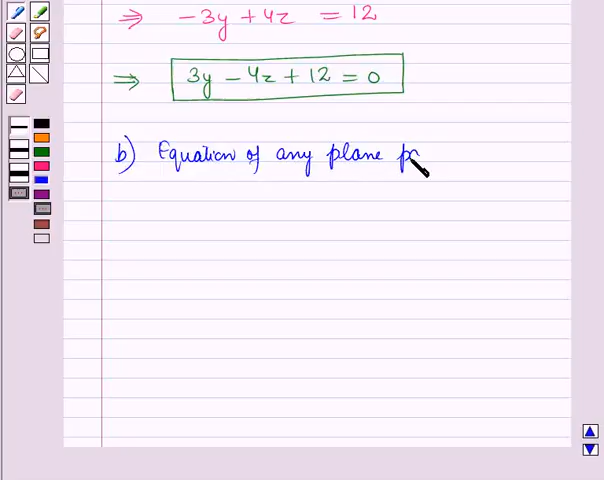 ⇒ -3y + 4z = 12
⇒ 3y - 4z + 12 = 0
b) Equation of any plane p